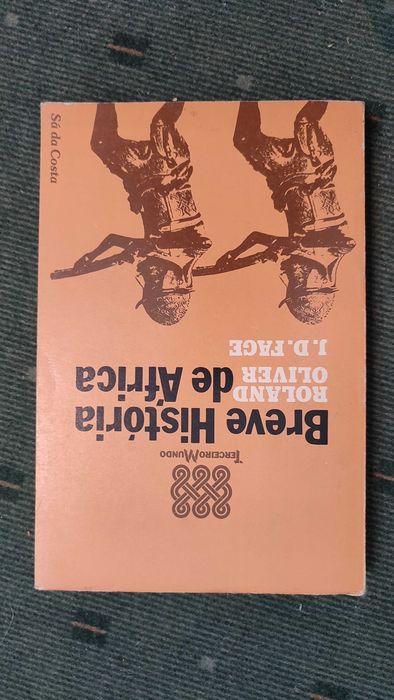 TERCEIRO MUNDO
Breve História
de África
ROLAND
OLIVER
J. D. FAGE
Sá da Costa